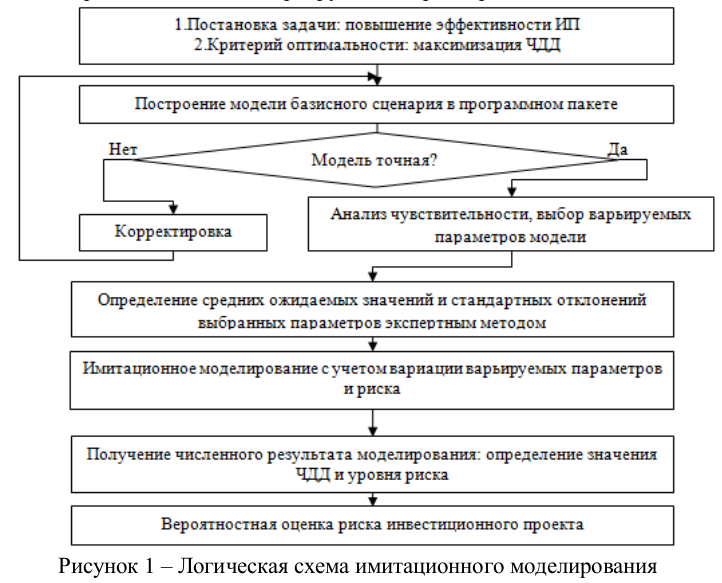 1.Постановка задачи: повышение эффективности ИП
2.Критерий оптимальности: максимизация ЧДД
Построение модели базисного сценария в программном пакете
Нет
Да
Модель точная?
Корректировка
Анализ чувствительности, выбор варьируемых
параметров модели
Определение средних ожидаемых значений и стандартных отклонений
выбранных параметров экспертным методом
Имитационное моделирование с учетом вариации варьируемых параметров
и риска
Получение численного результата моделирования: определение значения
ЧДД и уровня риска
Вероятностная оценка риска инвестиционного проекта
Рисунок 1 – Логическая схема имитационного моделирования